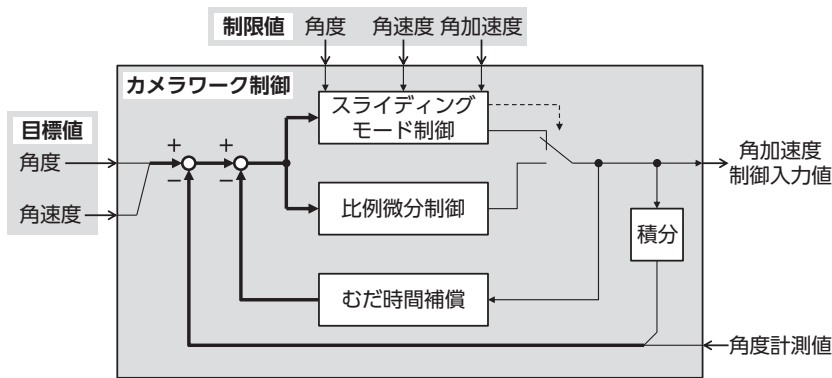 制限値 角度 角速度 角加速度
カメラワーク制御
スライディング
モード制御
目標値
角度
角速度
+
−
+
−
比例微分制御
むだ時間補償
積分
角加速度
制御入力値
角度計測値